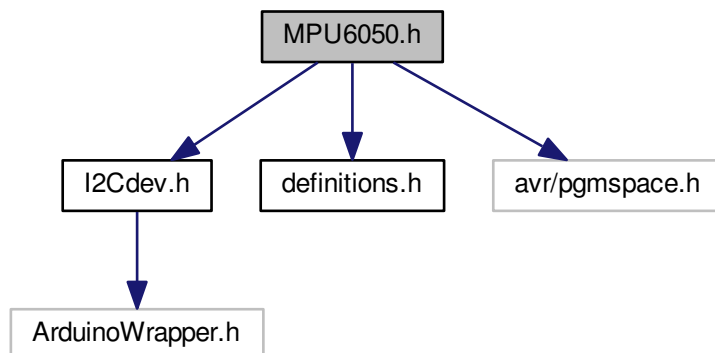 MPU6050.h
I2Cdev.h
definitions.h
avr/pgmspace.h
ArduinoWrapper.h